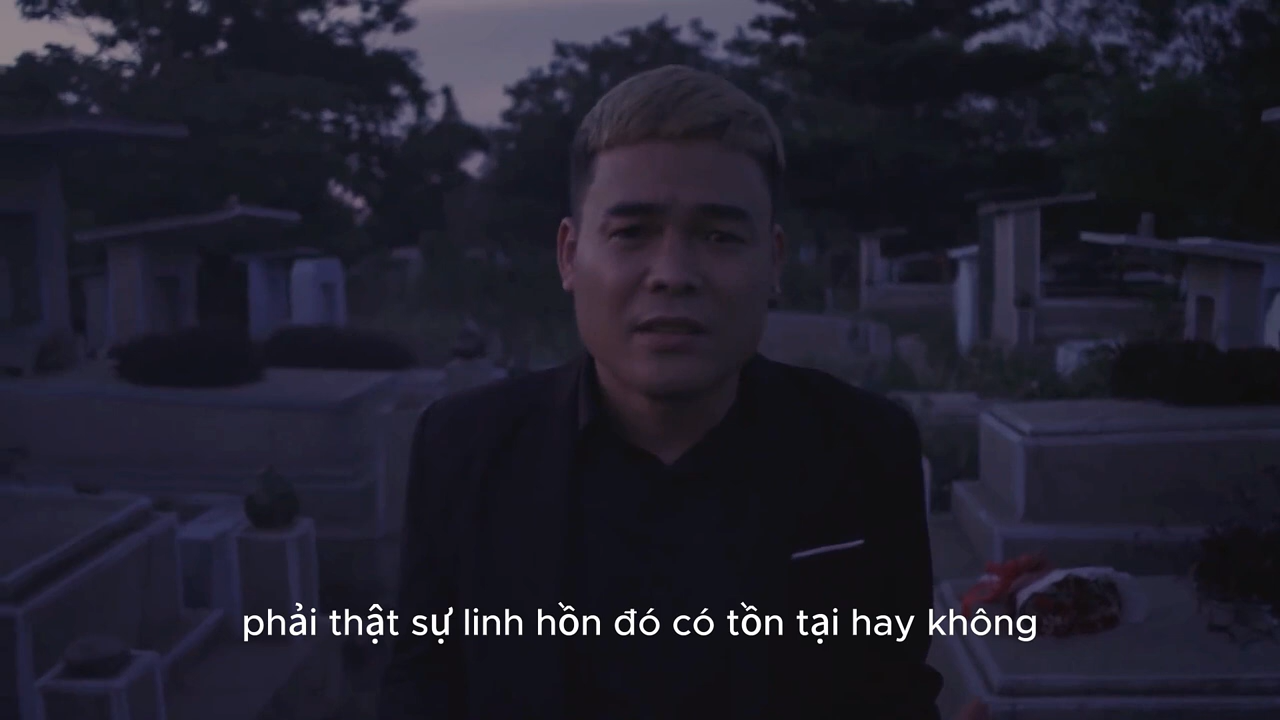 phải thật sự linh hồn đó có tồn tại hay không